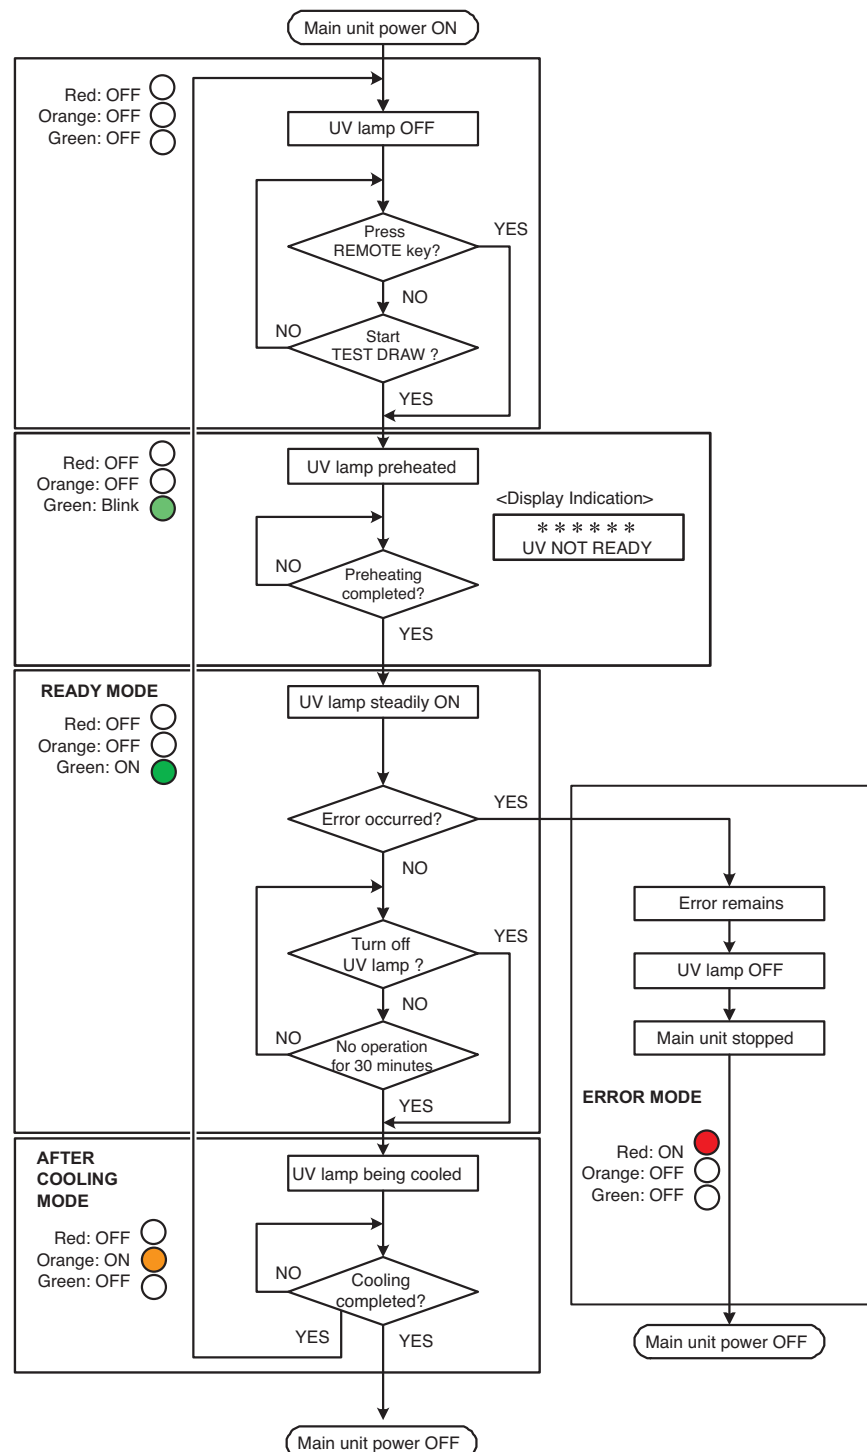 Main unit power ON
Red: OFF
Orange: OFF
Green: OFF
UV lamp OFF
Press
REMOTE key?
YES
NO
Start
TEST DRAW ?
NO
YES
Red: OFF
Orange: OFF
Green: Blink
UV lamp preheated
<Display Indication>
******
UV NOT READY
NO
Preheating
completed?
YES
READY MODE
Red: OFF
Orange: OFF
Green: ON
UV lamp steadily ON
Error occurred?
YES
NO
Turn off
UV lamp ?
YES
NO
NO
No operation
for 30 minutes
YES
Error remains
UV lamp OFF
Main unit stopped
ERROR MODE
Red: ON
Orange: OFF
Green: OFF
Main unit power OFF
AFTER
COOLING
MODE
Red: OFF
Orange: ON
Green: OFF
UV lamp being cooled
NO
Cooling
completed?
YES
YES
Main unit power OFF